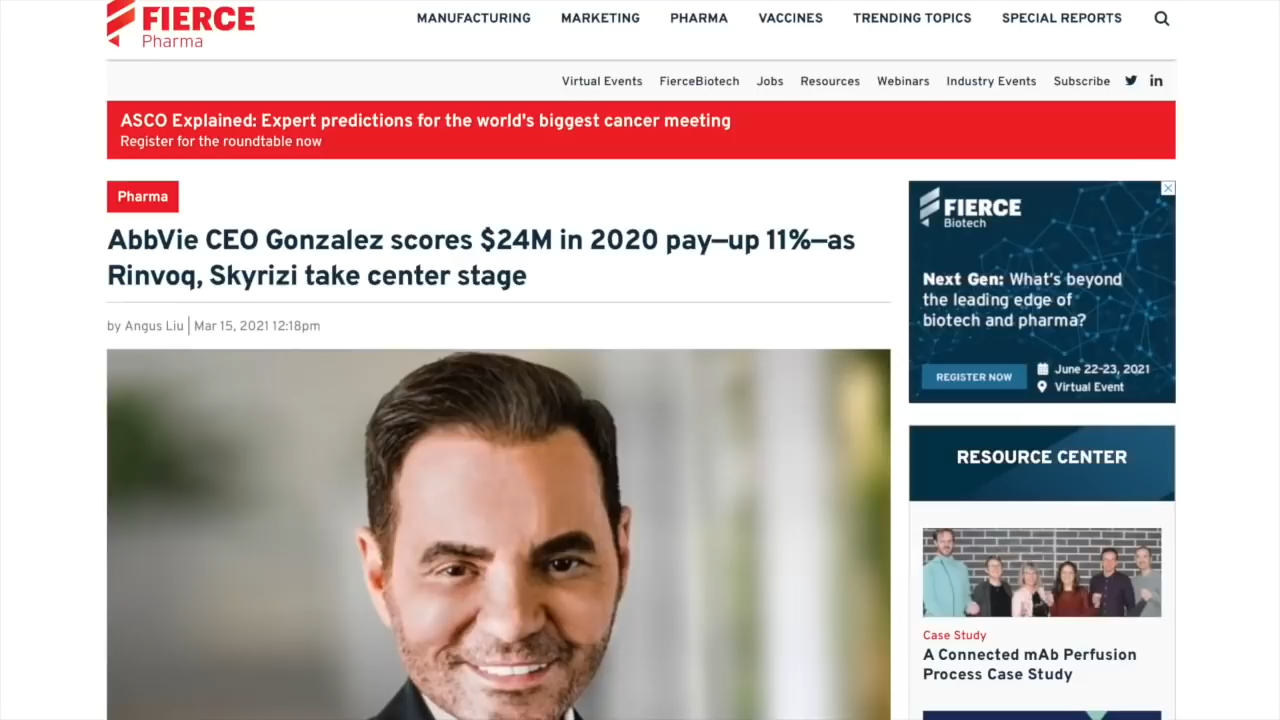 FIERCE
Pharma
MANUFACTURING MARKETING PHARMA VACCINES TRENDING TOPICS SPECIAL REPORTS
Virtual Events FierceBiotech Jobs Resources Webinars Industry Events Subscribe
ASCO Explained: Expert predictions for the world's biggest cancer meeting
Register for the roundtable now
Pharma
AbbVie CEO Gonzalez scores $24M in 2020 pay—up 11%—as
Rinvoq, Skyrizi take center stage
by Angus Liu | Mar 15, 2021 12:18pm
FIERCE
Biotech
Next Gen: What's beyond
the leading edge of
biotech and pharma?
REGISTER NOW
June 22-23, 2021
Virtual Event
RESOURCE CENTER
Case Study
A Connected mAb Perfusion
Process Case Study